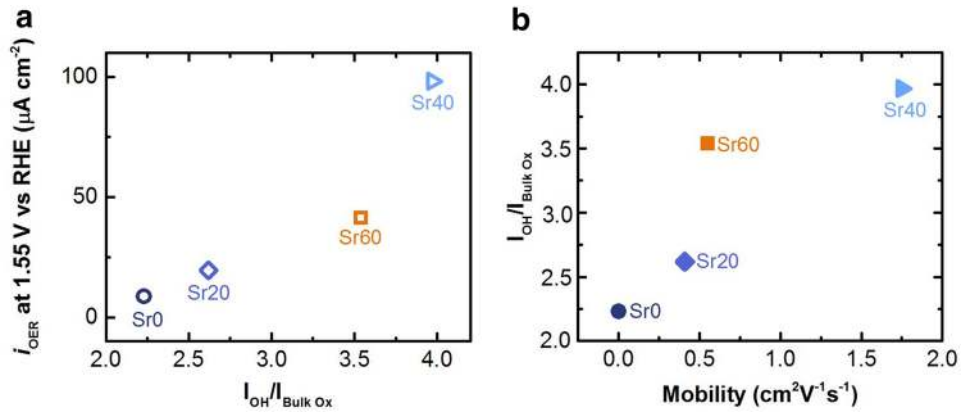 a
i_OER at 1.55 V vs RHE (μA cm⁻²)
100
50
0
Sr40
Sr60
Sr20
Sr0
2.0 2.5 3.0 3.5 4.0
I_OH/I_Bulk Ox
b
I_OH/I_Bulk Ox
4.0
3.5
3.0
2.5
2.0
Sr40
Sr60
Sr20
Sr0
0.0 0.5 1.0 1.5 2.0
Mobility (cm²V⁻¹s⁻¹)